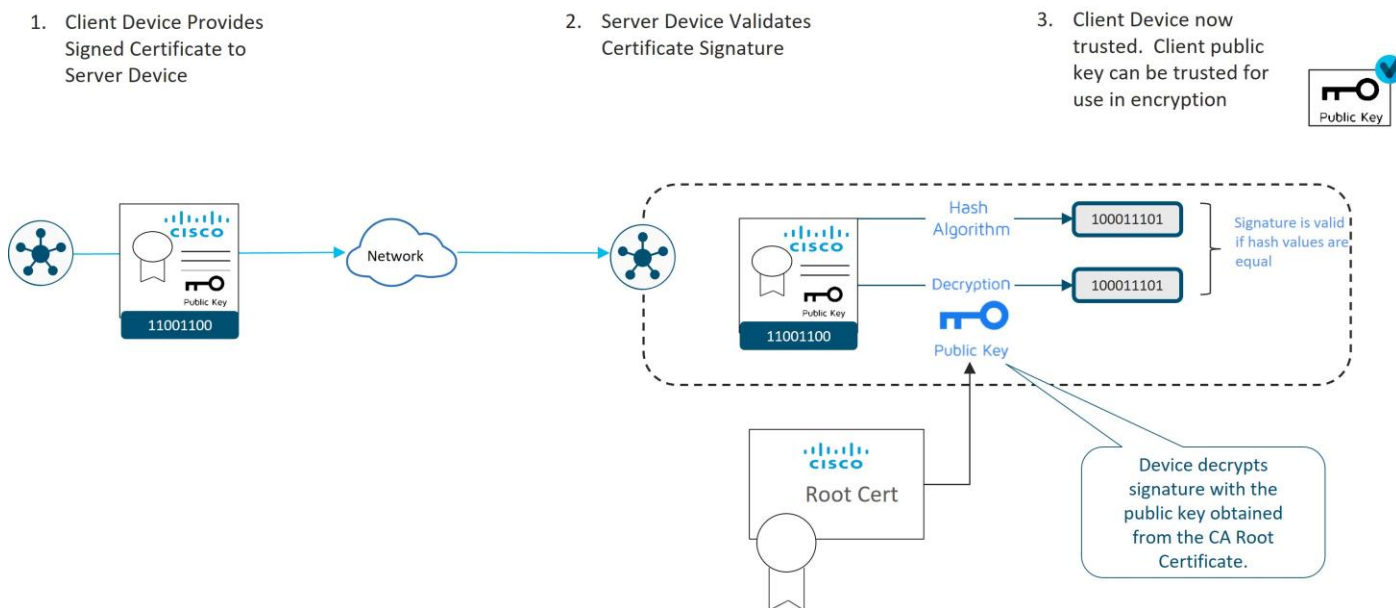 1. Client Device Provides
Signed Certificate to
Server Device
2. Server Device Validates
Certificate Signature
3. Client Device now
trusted. Client public
key can be trusted for
use in encryption
Public Key
CISCO
Public Key
11001100
Network
CISCO
Public Key
11001100
Hash
Algorithm
100011101
Decryption
100011101
Signature is valid
if hash values are
equal
Public Key
CISCO
Root Cert
Device decrypts
signature with the
public key obtained
from the CA Root
Certificate.